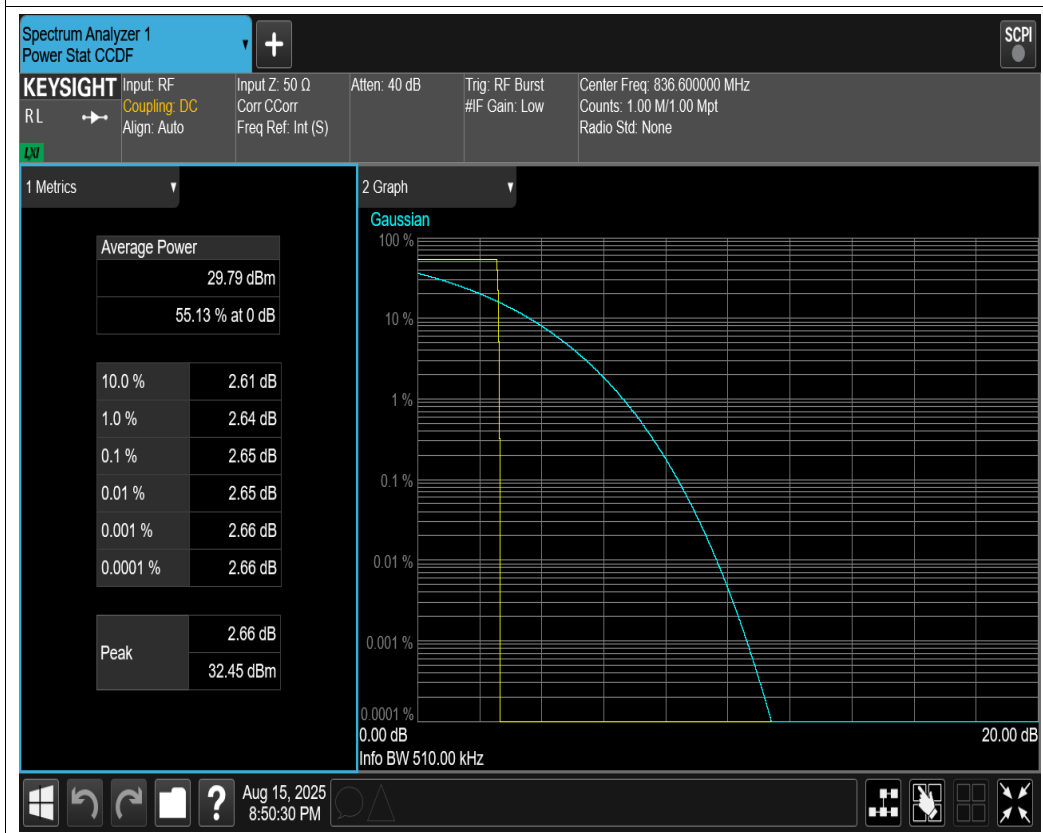 Spectrum Analyzer 1
Power Stat CCDF
+
SCPI
KEYSIGHT
RL
LXI
Input: RF
Coupling: DC
Align: Auto
Input Z: 50 Ω
Corr CCorr
Freq Ref: Int (S)
Atten: 40 dB
Trig: RF Burst
#IF Gain: Low
Center Freq: 836.600000 MHz
Counts: 1.00 M/1.00 Mpt
Radio Std: None
1 Metrics
Average Power
29.79 dBm
55.13 % at 0 dB
10.0 % 2.61 dB
1.0 % 2.64 dB
0.1 % 2.65 dB
0.01 % 2.65 dB
0.001 % 2.66 dB
0.0001 % 2.66 dB
Peak
2.66 dB
32.45 dBm
2 Graph
Gaussian
100 %
10 %
1 %
0.1 %
0.01 %
0.001 %
0.0001 %
0.00 dB 20.00 dB
Info BW 510.00 kHz
?
Aug 15, 2025
8:50:30 PM